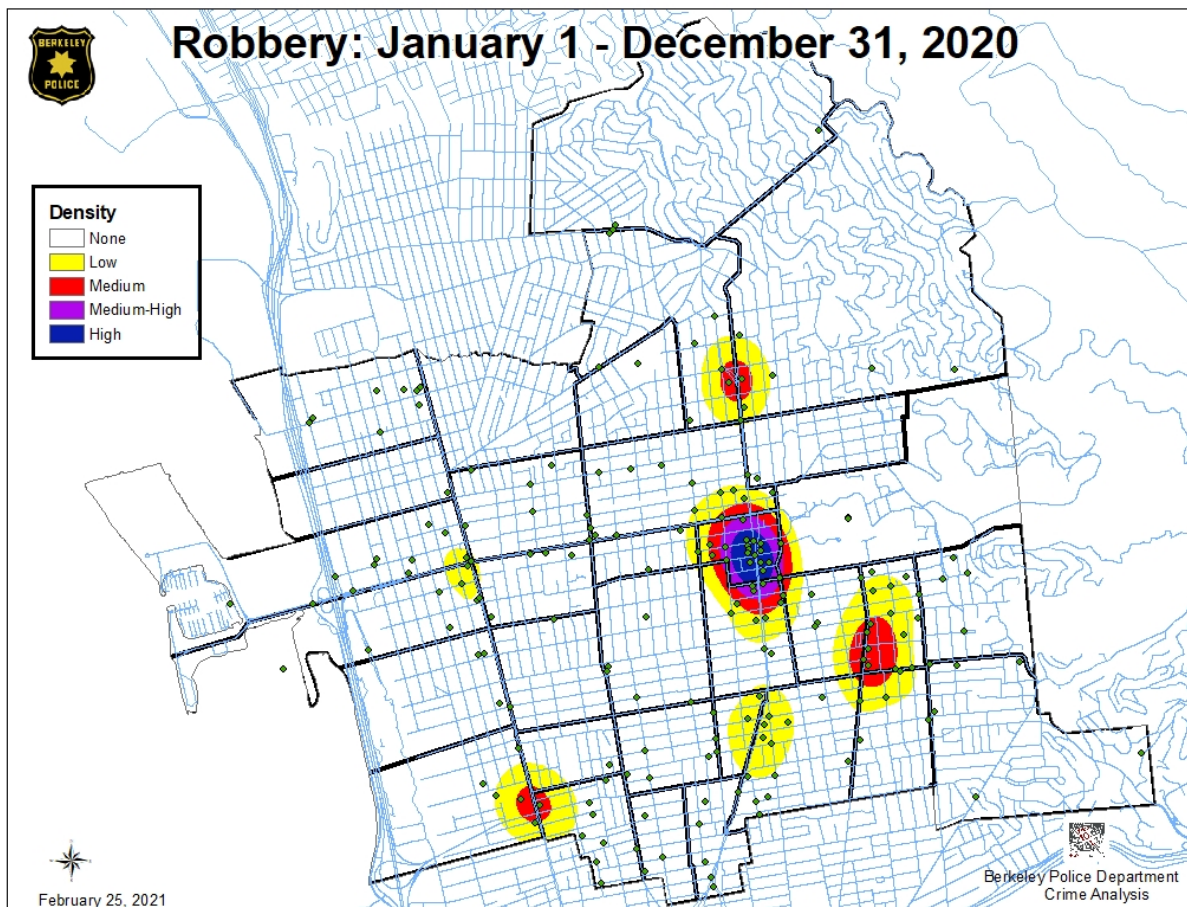 Robbery: January 1 - December 31, 2020
BERKELEY
POLICE
Density
None
Low
Medium
Medium-High
High
February 25, 2021
Berkeley Police Department
Crime Analysis